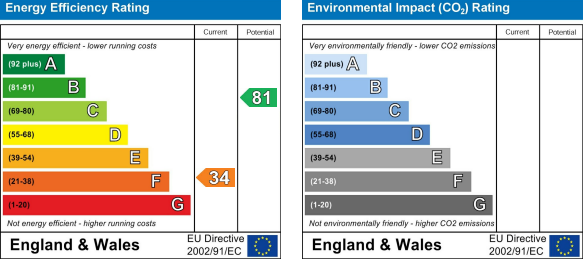 Energy Efficiency Rating
Current Potential
Very energy efficient - lower running costs
(92 plus) A
(81-91) B
(69-80) C
(55-68) D
(39-54) E
(21-38) F
(1-20) G
81
34
Not energy efficient - higher running costs
England & Wales
EU Directive
2002/91/EC
Environmental Impact (CO₂) Rating
Current Potential
Very environmentally friendly - lower CO2 emissions
(92 plus) A
(81-91) B
(69-80) C
(55-68) D
(39-54) E
(21-38) F
(1-20) G
Not environmentally friendly - higher CO2 emissions
England & Wales
EU Directive
2002/91/EC